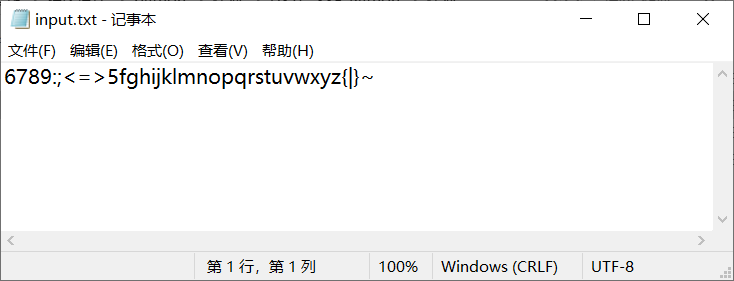 input.txt - 记事本
文件(F) 编辑(E) 格式(O) 查看(V) 帮助(H)
6789:;<=>5fghijklmnopqrstuvwxyz{|}~
第 1 行，第 1 列 100% Windows (CRLF) UTF-8